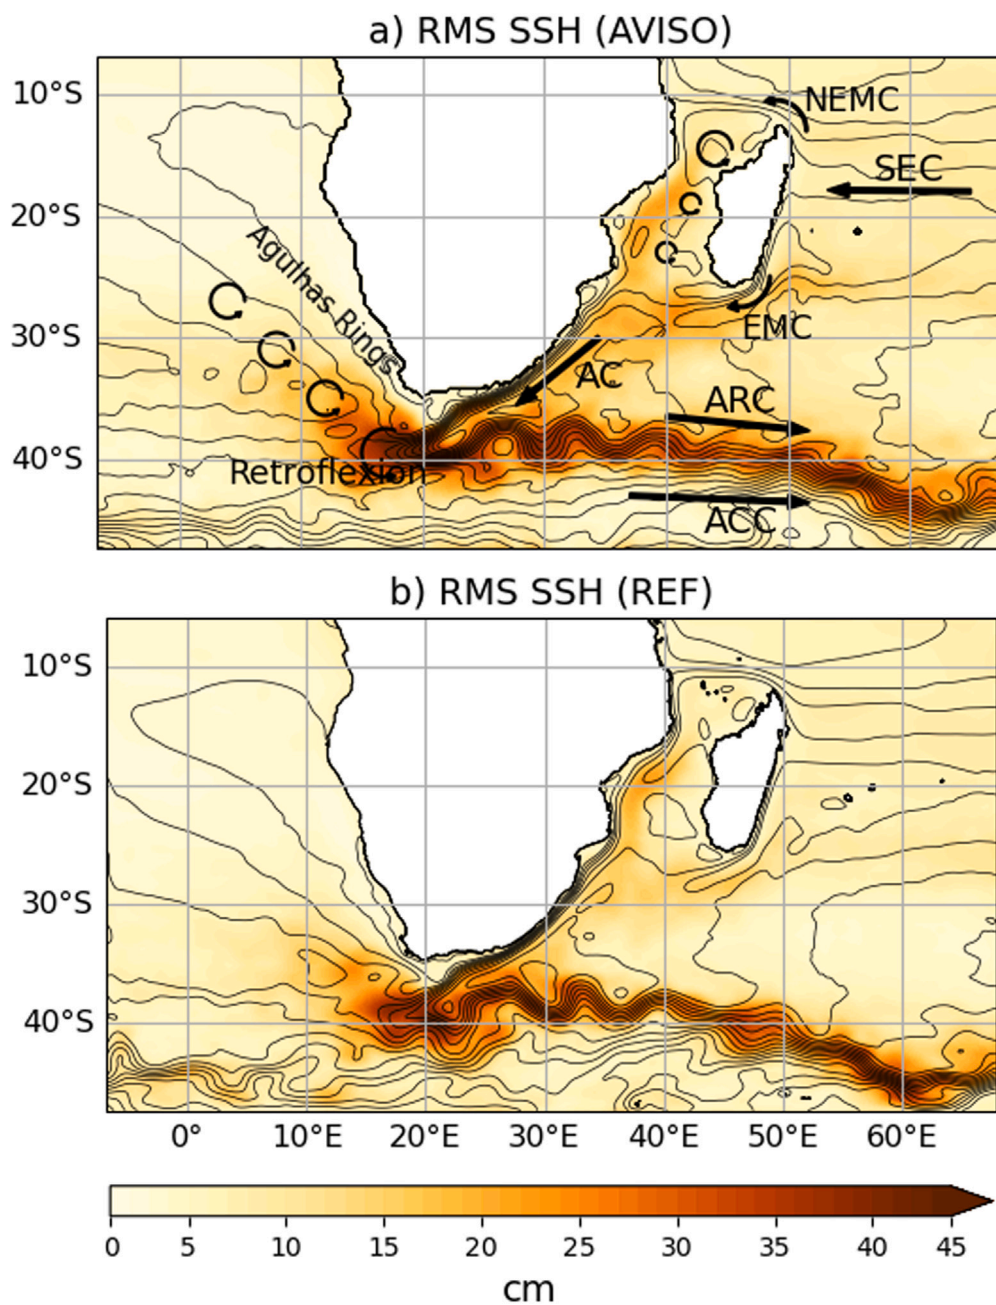 a) RMS SSH (AVISO)
10°S
20°S
30°S
40°S
NEMC
SEC
Agulhas Rings
EMC
AC
ARC
Retroflexion
ACC
b) RMS SSH (REF)
10°S
20°S
30°S
40°S
0° 10°E 20°E 30°E 40°E 50°E 60°E
0 5 10 15 20 25 30 35 40 45
cm